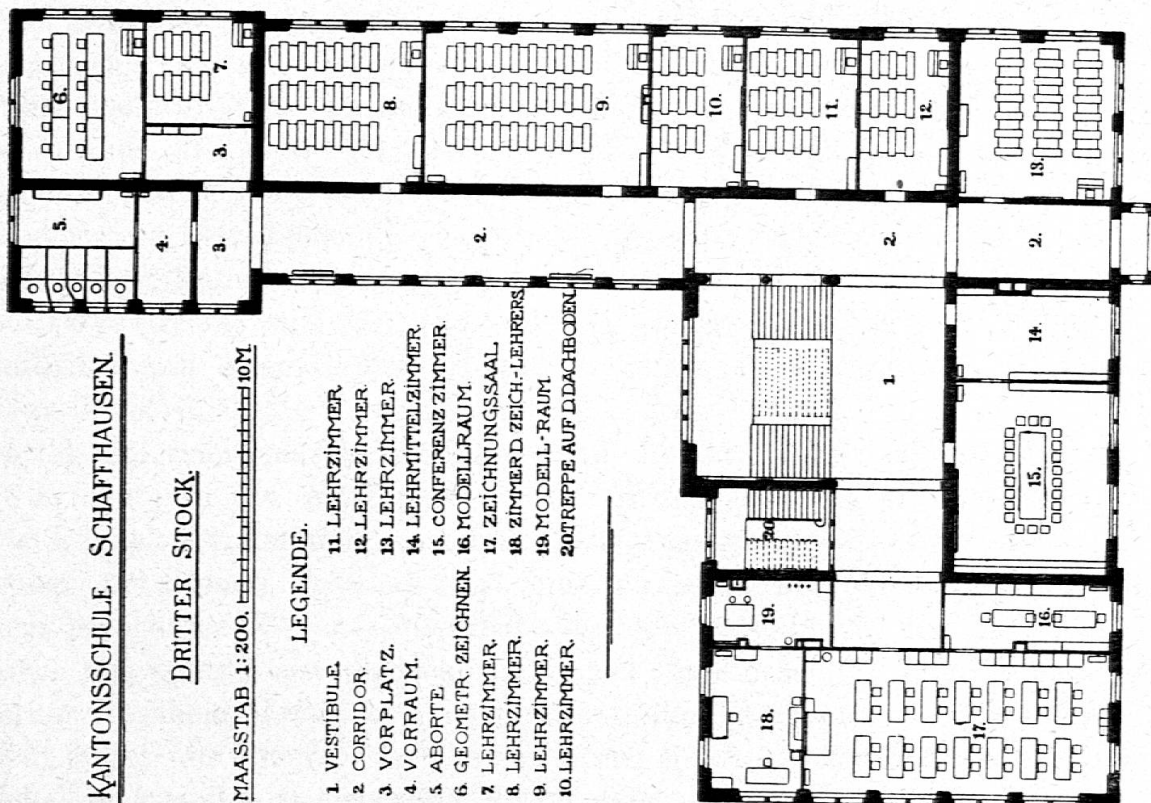 KANTONSSCHULE SCHAFFHAUSEN.
DRITTER STOCK.
MAASSTAB 1:200. 10M.
LEGENDE.
1. VESTIBULE.
2. CORRIDOR.
3. VORPLATZ.
4. VORRAUM.
5. ABORTE.
6. GEOMETR. ZEICHNEN.
7. LEHRZIMMER.
8. LEHRZIMMER.
9. LEHRZIMMER.
10. LEHRZIMMER.
11. LEHRZIMMER.
12. LEHRZIMMER.
13. LEHRZIMMER.
14. LEHRMITTELZIMMER.
15. CONFERENZZIMMER.
16. MODELLRAUM.
17. ZEICHNUNGSSAAL.
18. ZIMMER D. ZEICH-LEHRERS.
19. MODELL-RAUM.
20. TREPPE AUF D. DACHBODEN.
6.
7.
5.
4.
3.
3.
8.
9.
10.
11.
12.
13.
2.
2.
2.
1.
14.
15.
20.
19.
16.
18.
17.